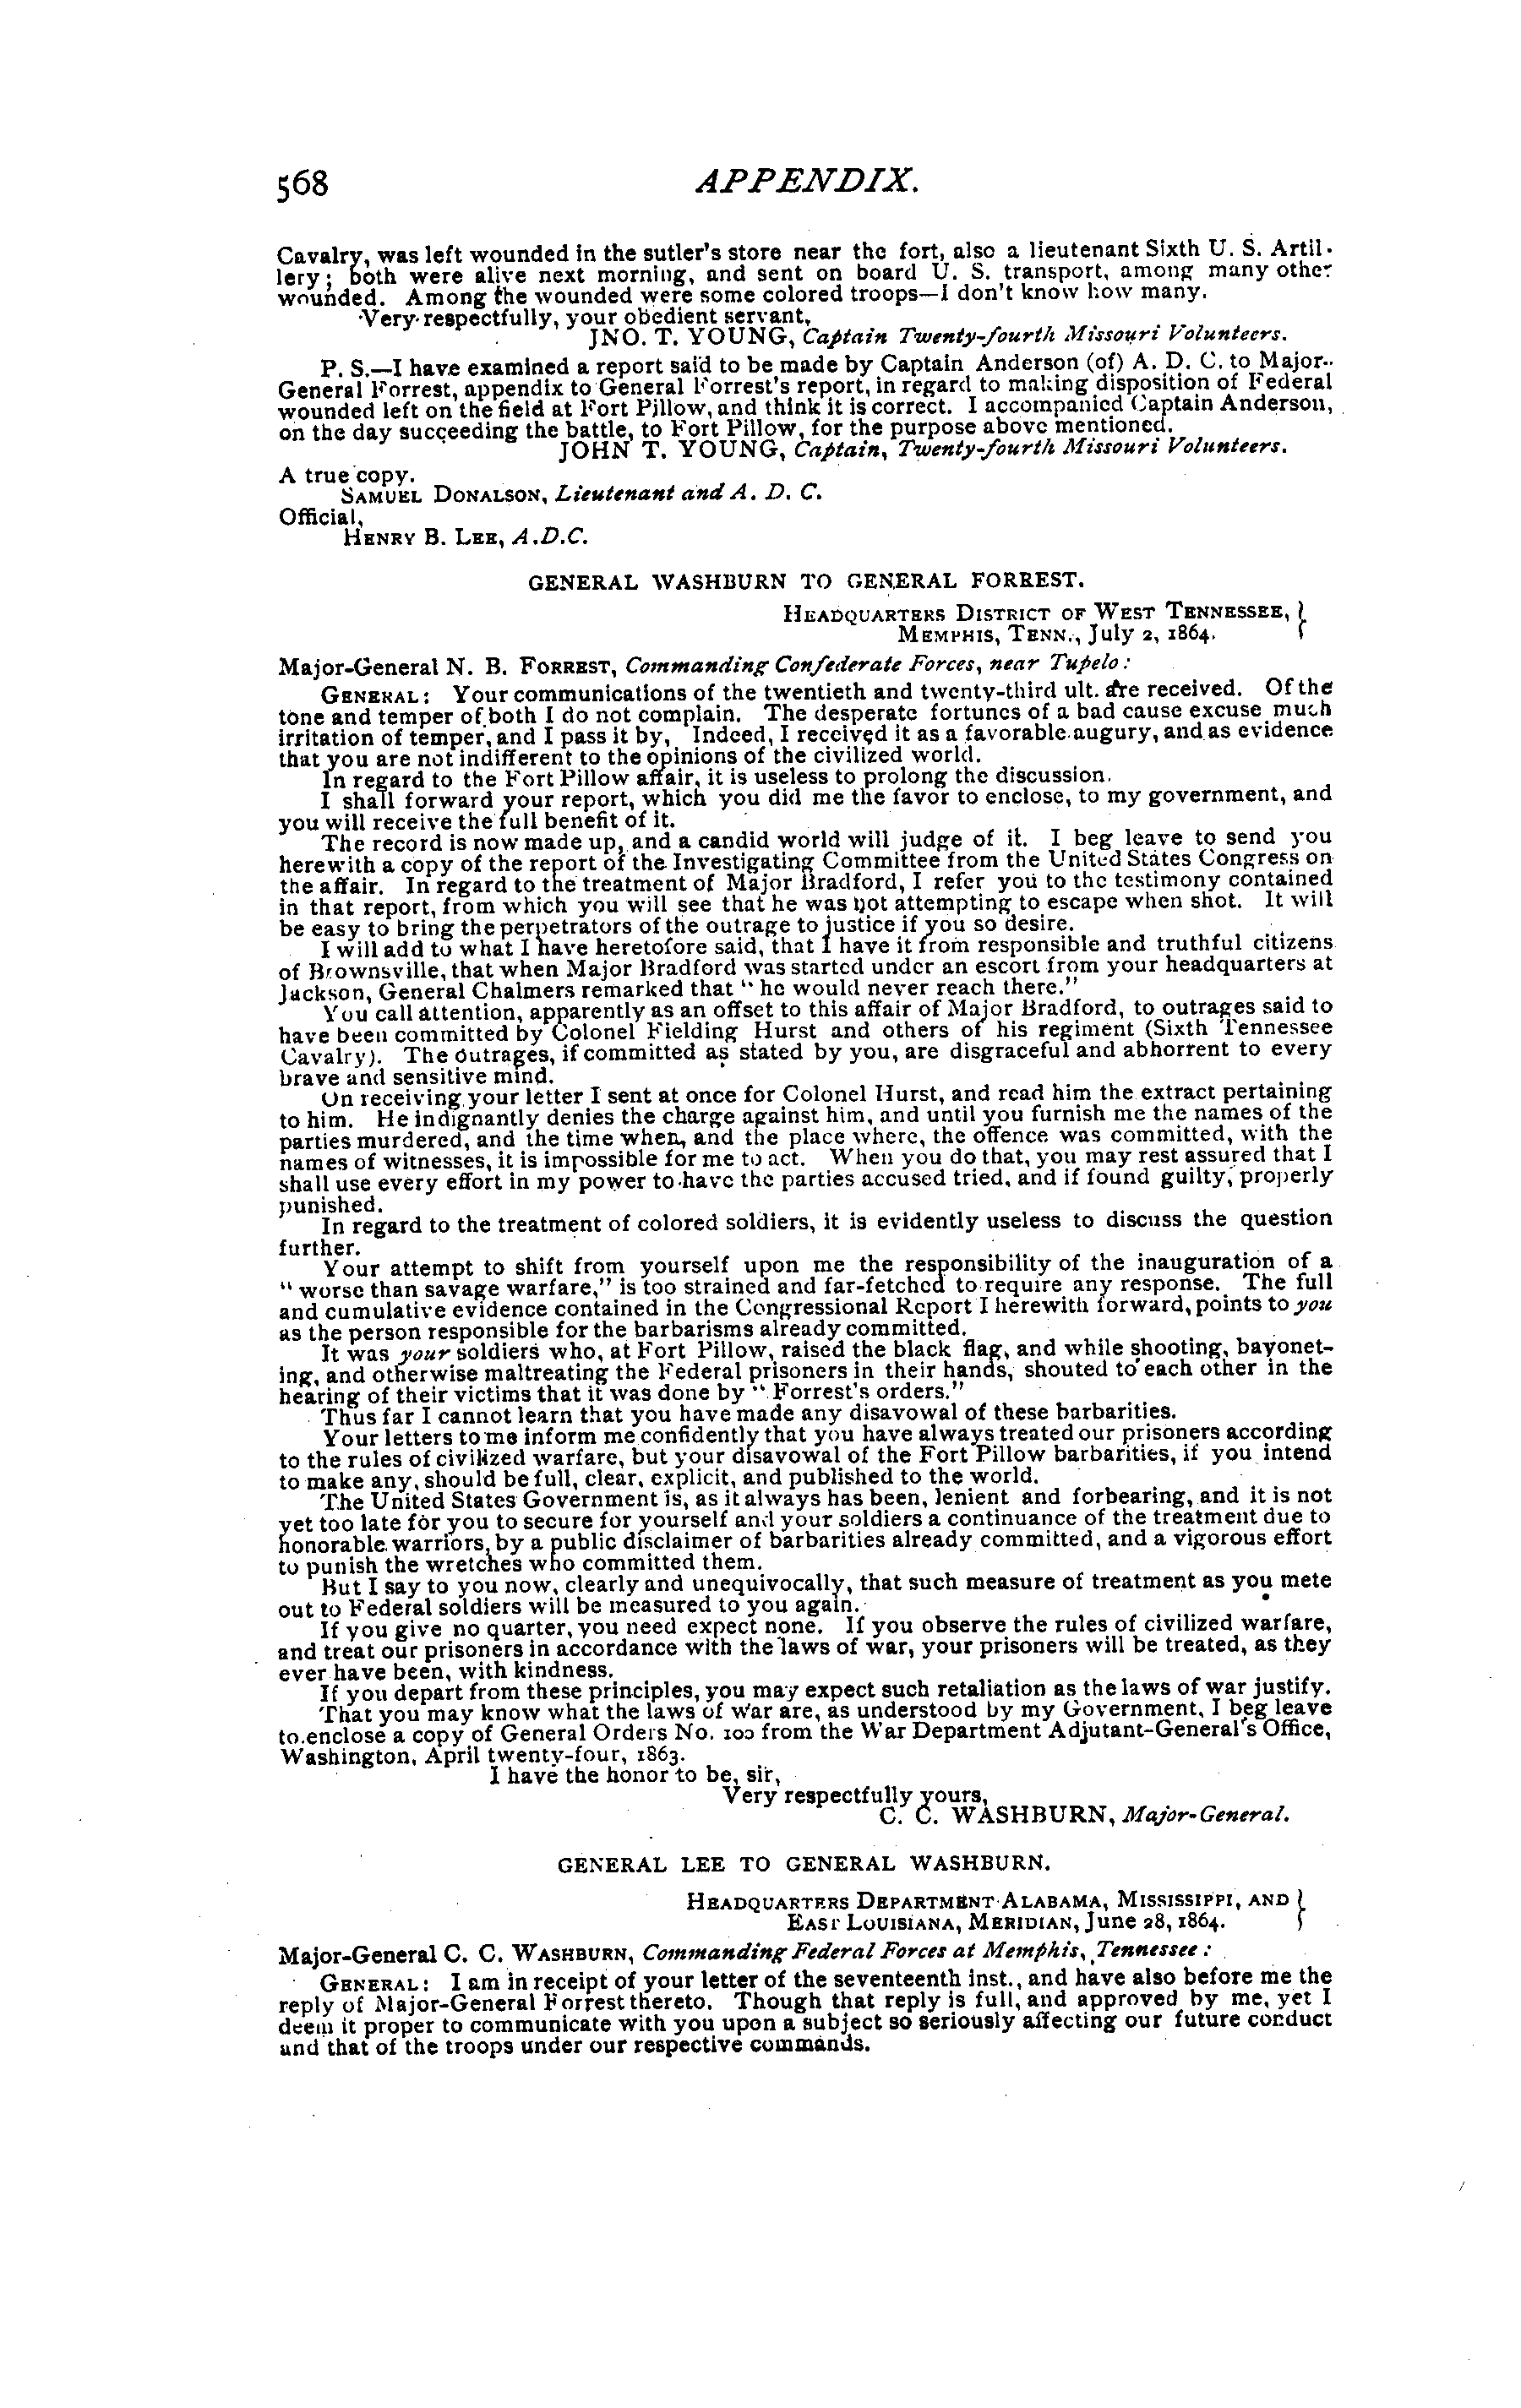 568 APPENDIX.
Cavalry, was left wounded in the sutler's store near the fort, also a lieutenant Sixth U. S. Artil-
lery; both were alive next morning, and sent on board U. S. transport, among many other
wounded. Among the wounded were some colored troops—I don't know how many.
Very respectfully, your obedient servant,
JNO. T. YOUNG, Captain Twenty-fourth Missouri Volunteers.
P. S.—I have examined a report said to be made by Captain Anderson (of) A. D. C. to Major-
General Forrest, appendix to General Forrest's report, in regard to making disposition of Federal
wounded left on the field at Fort Pillow, and think it is correct. I accompanied Captain Anderson,
on the day succeeding the battle, to Fort Pillow, for the purpose above mentioned.
JOHN T. YOUNG, Captain, Twenty-fourth Missouri Volunteers.
A true copy.
SAMUEL DONALSON, Lieutenant and A. D. C.
Official,
HENRY B. LEE, A.D.C.
GENERAL WASHBURN TO GENERAL FORREST.
HEADQUARTERS DISTRICT OF WEST TENNESSEE, }
MEMPHIS, TENN., July 2, 1864.
Major-General N. B. FORREST, Commanding Confederate Forces, near Tupelo:
GENERAL: Your communications of the twentieth and twenty-third ult. are received. Of the
tone and temper of both I do not complain. The desperate fortunes of a bad cause excuse much
irritation of temper, and I pass it by, Indeed, I received it as a favorable augury, and as evidence
that you are not indifferent to the opinions of the civilized world.
In regard to the Fort Pillow affair, it is useless to prolong the discussion.
I shall forward your report, which you did me the favor to enclose, to my government, and
you will receive the full benefit of it.
The record is now made up, and a candid world will judge of it. I beg leave to send you
herewith a copy of the report of the Investigating Committee from the United States Congress on
the affair. In regard to the treatment of Major Bradford, I refer you to the testimony contained
in that report, from which you will see that he was not attempting to escape when shot. It will
be easy to bring the perpetrators of the outrage to justice if you so desire.
I will add to what I have heretofore said, that I have it from responsible and truthful citizens
of Brownsville, that when Major Bradford was started under an escort from your headquarters at
Jackson, General Chalmers remarked that "he would never reach there."
You call attention, apparently as an offset to this affair of Major Bradford, to outrages said to
have been committed by Colonel Fielding Hurst and others of his regiment (Sixth Tennessee
Cavalry). The outrages, if committed as stated by you, are disgraceful and abhorrent to every
brave and sensitive mind.
On receiving your letter I sent at once for Colonel Hurst, and read him the extract pertaining
to him. He indignantly denies the charge against him, and until you furnish me the names of the
parties murdered, and the time when, and the place where, the offence was committed, with the
names of witnesses, it is impossible for me to act. When you do that, you may rest assured that I
shall use every effort in my power to have the parties accused tried, and if found guilty, properly
punished.
In regard to the treatment of colored soldiers, it is evidently useless to discuss the question
further.
Your attempt to shift from yourself upon me the responsibility of the inauguration of a
"worse than savage warfare," is too strained and far-fetched to require any response. The full
and cumulative evidence contained in the Congressional Report I herewith forward, points to you
as the person responsible for the barbarisms already committed.
It was your soldiers who, at Fort Pillow, raised the black flag, and while shooting, bayonet-
ing, and otherwise maltreating the Federal prisoners in their hands, shouted to each other in the
hearing of their victims that it was done by "Forrest's orders."
Thus far I cannot learn that you have made any disavowal of these barbarities.
Your letters to me inform me confidently that you have always treated our prisoners according
to the rules of civilized warfare, but your disavowal of the Fort Pillow barbarities, if you intend
to make any, should be full, clear, explicit, and published to the world.
The United States Government is, as it always has been, lenient and forbearing, and it is not
yet too late for you to secure for yourself and your soldiers a continuance of the treatment due to
honorable warriors, by a public disclaimer of barbarities already committed, and a vigorous effort
to punish the wretches who committed them.
But I say to you now, clearly and unequivocally, that such measure of treatment as you mete
out to Federal soldiers will be measured to you again.
If you give no quarter, you need expect none. If you observe the rules of civilized warfare,
and treat our prisoners in accordance with the laws of war, your prisoners will be treated, as they
ever have been, with kindness.
If you depart from these principles, you may expect such retaliation as the laws of war justify.
That you may know what the laws of war are, as understood by my Government, I beg leave
to enclose a copy of General Orders No. 100 from the War Department Adjutant-General's Office,
Washington, April twenty-four, 1863.
I have the honor to be, sir,
Very respectfully yours,
C. C. WASHBURN, Major-General.
GENERAL LEE TO GENERAL WASHBURN.
HEADQUARTERS DEPARTMENT ALABAMA, MISSISSIPPI, AND }
EAST LOUISIANA, MERIDIAN, June 28, 1864.
Major-General C. C. WASHBURN, Commanding Federal Forces at Memphis, Tennessee:
GENERAL: I am in receipt of your letter of the seventeenth inst., and have also before me the
reply of Major-General Forrest thereto. Though that reply is full, and approved by me, yet I
deem it proper to communicate with you upon a subject so seriously affecting our future conduct
and that of the troops under our respective commands.